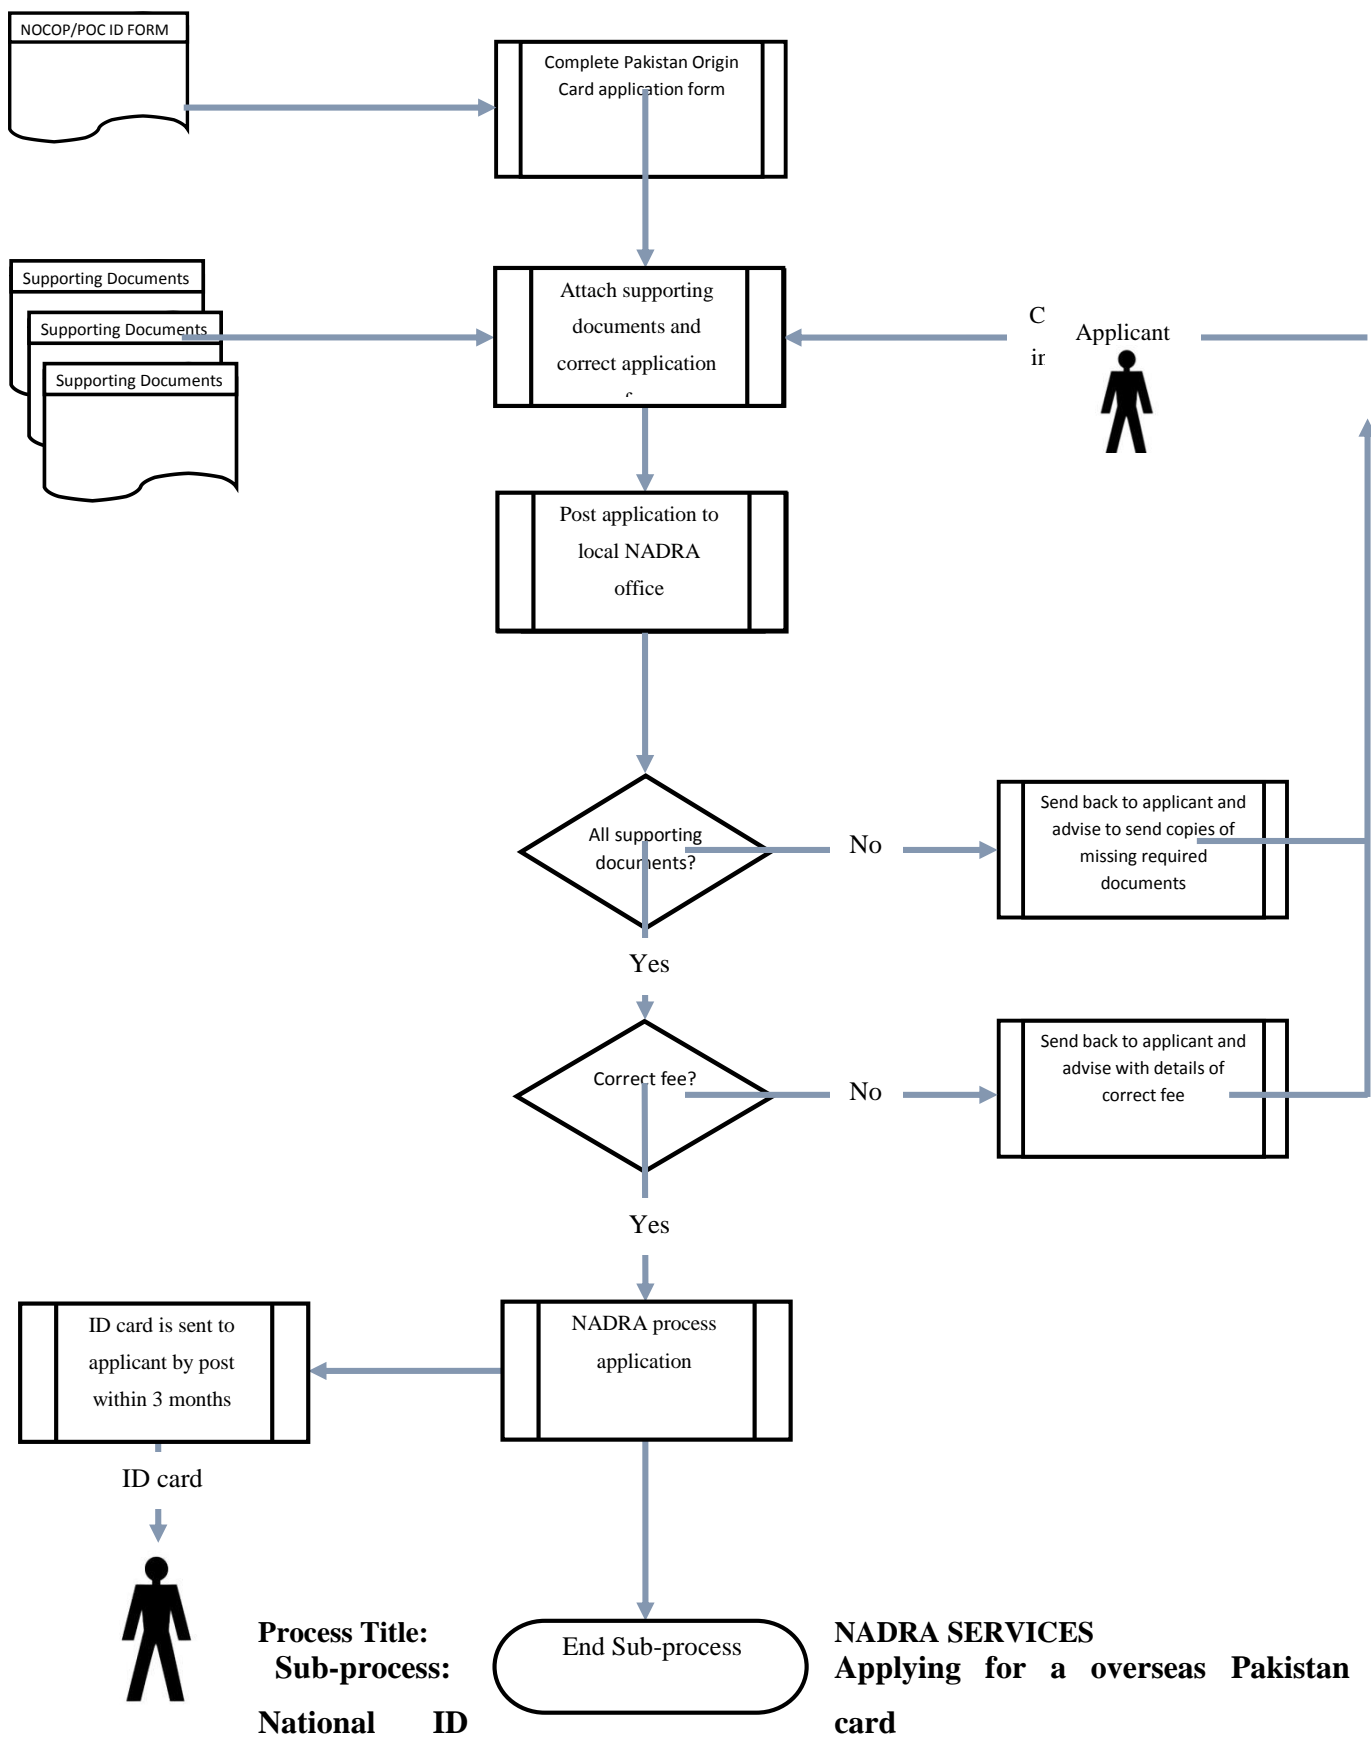 NOCOP/POC ID FORM
Complete Pakistan Origin
Card application form
Supporting Documents
Supporting Documents
Supporting Documents
Attach supporting
documents and
correct application
Applicant
Post application to
local NADRA
office
All supporting
documents?
No
Send back to applicant and
advise to send copies of
missing required
documents
Yes
Correct fee?
No
Send back to applicant and
advise with details of
correct fee
Yes
ID card is sent to
applicant by post
within 3 months
NADRA process
application
ID card
Process Title:
End Sub-process
NADRA SERVICES
Sub-process:
Applying for a overseas Pakistan
National ID
card